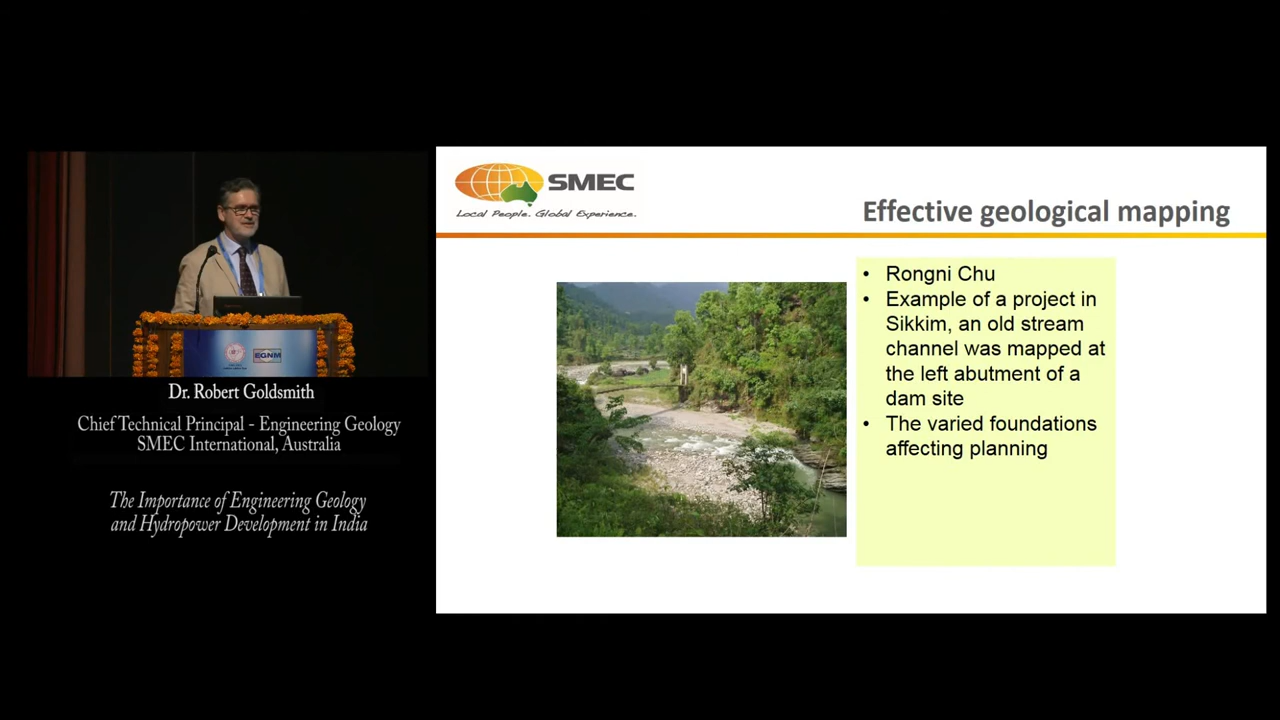 SMEC
Local People. Global Experience.
Effective geological mapping
• Rongni Chu
• Example of a project in
Sikkim, an old stream
channel was mapped at
the left abutment of a
dam site
• The varied foundations
affecting planning
EGNM
Dr. Robert Goldsmith
Chief Technical Principal - Engineering Geology
SMEC International, Australia
The Importance of Engineering Geology
and Hydropower Development in India